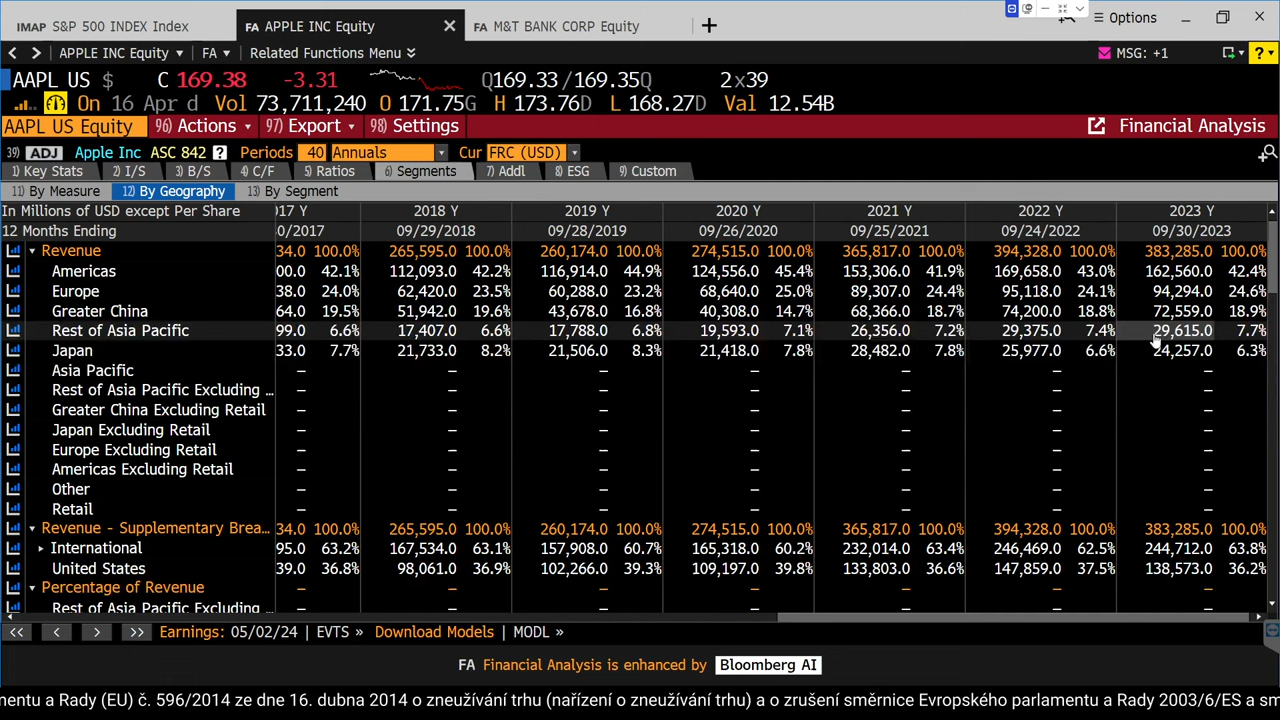 IMAP S&P 500 INDEX Index FA APPLE INC Equity FA M&T BANK CORP Equity Options
APPLE INC Equity FA Related Functions Menu MSG: +1
AAPL US $ C 169.38 -3.31 Q169.33/169.35Q 2x39
On 16 Apr d Vol 73,711,240 O 171.75G H 173.76D L 168.27D Val 12.54B
AAPL US Equity 96) Actions 97) Export 98) Settings Financial Analysis
39) ADJ Apple Inc ASC 842 ? Periods 40 Annuals Cur FRC (USD)
1) Key Stats 2) I/S 3) B/S 4) C/F 5) Ratios 6) Segments 7) Addl 8) ESG 9) Custom
11) By Measure 12) By Geography 13) By Segment
In Millions of USD except Per Share 2018 Y 2019 Y 2020 Y 2021 Y 2022 Y 2023 Y
12 Months Ending 0/2017 09/29/2018 09/28/2019 09/26/2020 09/25/2021 09/24/2022 09/30/2023
Revenue 34.0 100.0% 265,595.0 100.0% 260,174.0 100.0% 274,515.0 100.0% 365,817.0 100.0% 394,328.0 100.0% 383,285.0 100.0%
Americas 00.0 42.1% 112,093.0 42.2% 116,914.0 44.9% 124,556.0 45.4% 153,306.0 41.9% 169,658.0 43.0% 162,560.0 42.4%
Europe 38.0 24.0% 62,420.0 23.5% 60,288.0 23.2% 68,640.0 25.0% 89,307.0 24.4% 95,118.0 24.1% 94,294.0 24.6%
Greater China 64.0 19.5% 51,942.0 19.6% 43,678.0 16.8% 40,308.0 14.7% 68,366.0 18.7% 74,200.0 18.8% 72,559.0 18.9%
Rest of Asia Pacific 99.0 6.6% 17,407.0 6.6% 17,788.0 6.8% 19,593.0 7.1% 26,356.0 7.2% 29,375.0 7.4% 29,615.0 7.7%
Japan 33.0 7.7% 21,733.0 8.2% 21,506.0 8.3% 21,418.0 7.8% 28,482.0 7.8% 25,977.0 6.6% 24,257.0 6.3%
Asia Pacific – – – – – – –
Rest of Asia Pacific Excluding ... – – – – – – –
Greater China Excluding Retail – – – – – – –
Japan Excluding Retail – – – – – – –
Europe Excluding Retail – – – – – – –
Americas Excluding Retail – – – – – – –
Other – – – – – – –
Retail – – – – – – –
Revenue - Supplementary Brea... 34.0 100.0% 265,595.0 100.0% 260,174.0 100.0% 274,515.0 100.0% 365,817.0 100.0% 394,328.0 100.0% 383,285.0 100.0%
International 95.0 63.2% 167,534.0 63.1% 157,908.0 60.7% 165,318.0 60.2% 232,014.0 63.4% 246,469.0 62.5% 244,712.0 63.8%
United States 39.0 36.8% 98,061.0 36.9% 102,266.0 39.3% 109,197.0 39.8% 133,803.0 36.6% 147,859.0 37.5% 138,573.0 36.2%
Percentage of Revenue – – – – – – –
Rest of Asia Pacific Excluding ... – – – – – – –
<< < > >> Earnings: 05/02/24 | EVTS » Download Models | MODL »
FA Financial Analysis is enhanced by Bloomberg AI
mentu a Rady (EU) č. 596/2014 ze dne 16. dubna 2014 o zneužívání trhu (nařízení o zneužívání trhu) a o zrušení směrnice Evropského parlamentu a Rady 2003/6/ES a sm